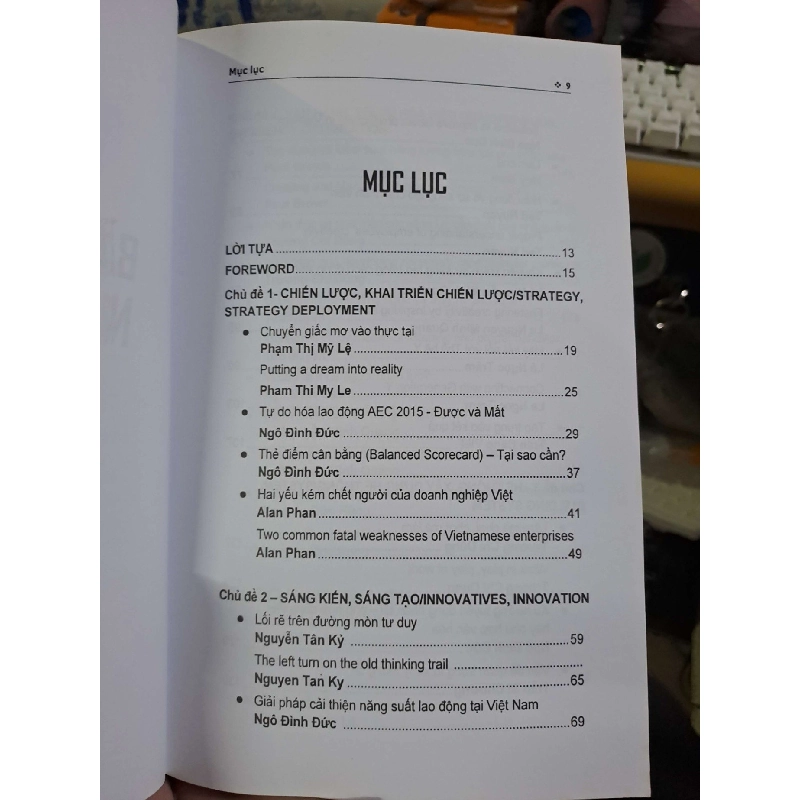 Mục lục
❖ 9
MỤC LỤC
LỜI TỰA.......................................................................13
FOREWORD..................................................................15
Chủ đề 1- CHIẾN LƯỢC, KHAI TRIỂN CHIẾN LƯỢC/STRATEGY,
STRATEGY DEPLOYMENT
• Chuyển giấc mơ vào thực tại
Phạm Thị Mỹ Lệ.....................................................19
Putting a dream into reality
Pham Thi My Le.....................................................25
• Tự do hóa lao động AEC 2015 - Được và Mất
Ngô Đình Đức.......................................................29
• Thẻ điểm cân bằng (Balanced Scorecard) – Tại sao cần?
Ngô Đình Đức.......................................................37
• Hai yếu kém chết người của doanh nghiệp Việt
Alan Phan..............................................................41
Two common fatal weaknesses of Vietnamese enterprises
Alan Phan..............................................................49
Chủ đề 2 – SÁNG KIẾN, SÁNG TẠO/INNOVATIVES, INNOVATION
• Lối rẽ trên đường mòn tư duy
Nguyễn Tân Kỷ.......................................................59
The left turn on the old thinking trail ..........................
Nguyen Tan Ky.......................................................65
• Giải pháp cải thiện năng suất lao động tại Việt Nam
Ngô Đình Đức .......................................................69